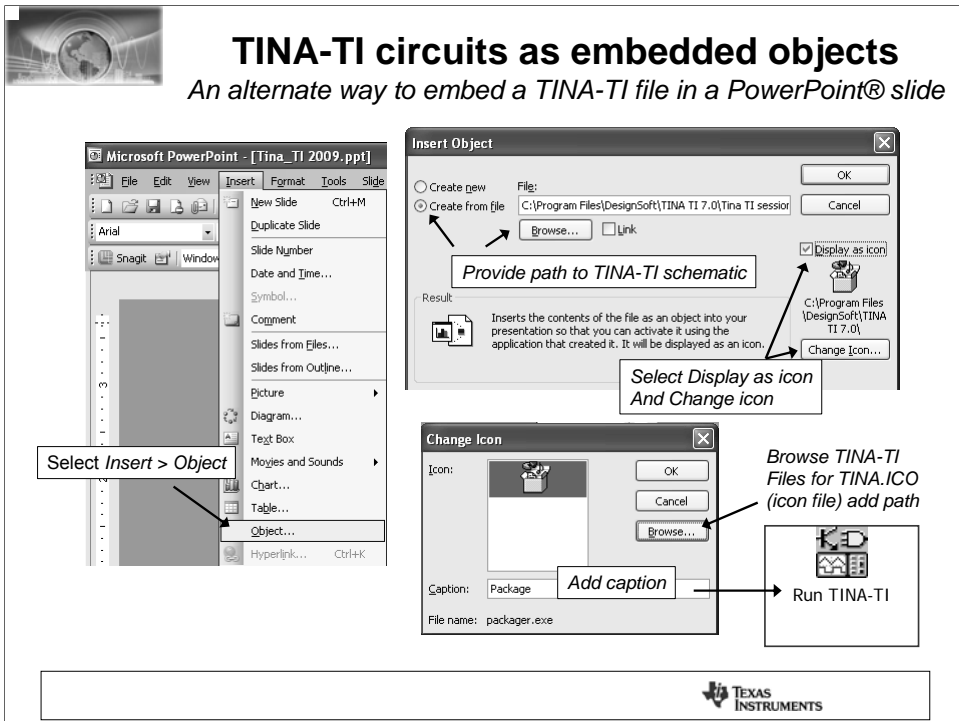 TINA-TI circuits as embedded objects
An alternate way to embed a TINA-TI file in a PowerPoint® slide
Microsoft PowerPoint - [Tina_TI 2009.ppt]
File Edit View Insert Format Tools Slide
Arial
Snagit Window
New Slide Ctrl+M
Duplicate Slide
Slide Number
Date and Time...
Symbol...
Comment
Slides from Files...
Slides from Outline...
Picture
Diagram...
Text Box
Movies and Sounds
Chart...
Table...
Object...
Hyperlink... Ctrl+K
3
Select Insert > Object
Insert Object
Create new
Create from file
File:
C:\Program Files\DesignSoft\TINA TI 7.0\Tina TI session
Browse...
Link
OK
Cancel
Display as icon
C:\Program Files
\DesignSoft\TINA
TI 7.0\
Change Icon...
Provide path to TINA-TI schematic
Result
Inserts the contents of the file as an object into your
presentation so that you can activate it using the
application that created it. It will be displayed as an icon.
Select Display as icon
And Change icon
Change Icon
Icon:
OK
Cancel
Browse...
Caption: Package
File name: packager.exe
Add caption
Browse TINA-TI
Files for TINA.ICO
(icon file) add path
Run TINA-TI
TEXAS
INSTRUMENTS